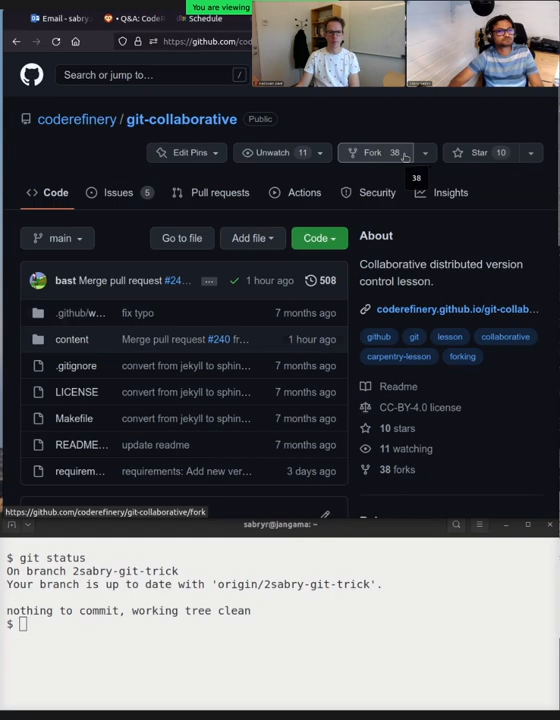 You are viewing
Email - sabry.
Q&A: CodeR
Schedule
https://github.com/cod
Search or jump to...
/
coderefinery / git-collaborative
Public
Edit Pins
Unwatch 11
Fork 38
Star 10
38
Code
Issues 5
Pull requests
Actions
Security
Insights
main
Go to file
Add file
Code
About
Collaborative distributed version
control lesson.
coderefinery.github.io/git-collab...
github
git
lesson
collaborative
carpentry-lesson
forking
Readme
CC-BY-4.0 license
10 stars
11 watching
38 forks
bast Merge pull request #24... ... 1 hour ago 508
.github/w... fix typo 7 months ago
content Merge pull request #240 fr... 1 hour ago
.gitignore convert from jekyll to sphin... 7 months ago
LICENSE convert from jekyll to sphin... 7 months ago
Makefile convert from jekyll to sphin... 7 months ago
README... update readme 7 months ago
requirem... requirements: Add new ver... 3 days ago
https://github.com/coderefinery/git-collaborative/fork
sabryr@jangama: ~
$ git status
On branch 2sabry-git-trick
Your branch is up to date with 'origin/2sabry-git-trick'.
nothing to commit, working tree clean
$